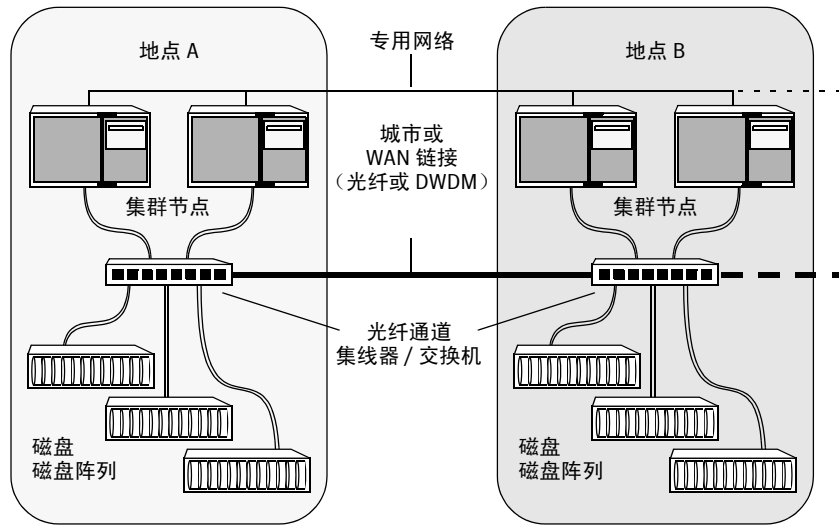 地点 A
专用网络
地点 B
城市或
WAN 链接
（光纤或 DWDM）
集群节点
集群节点
光纤通道
集线器 / 交换机
磁盘
磁盘阵列
磁盘
磁盘阵列